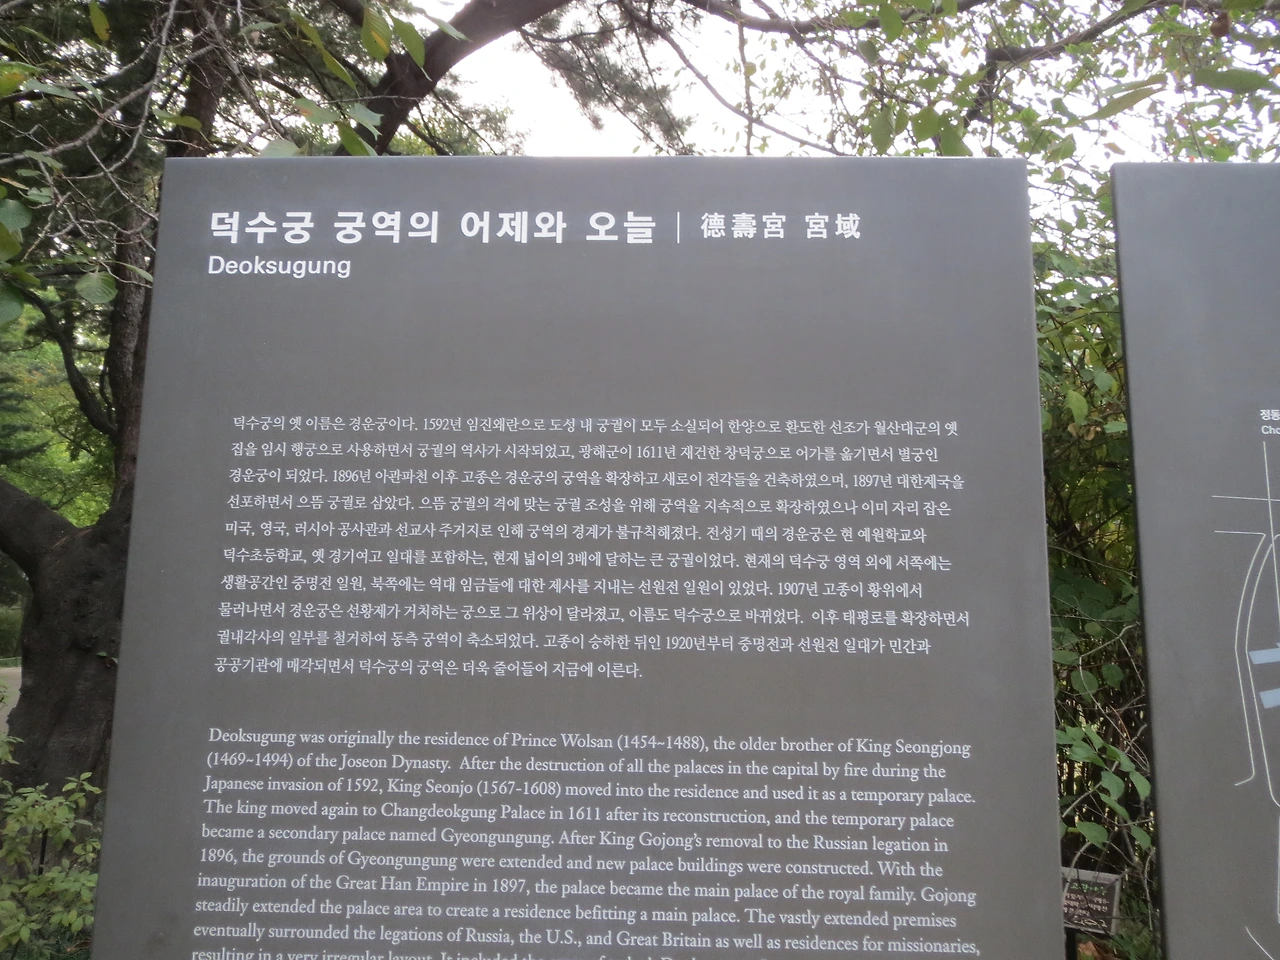 덕수궁 궁역의 어제와 오늘 | 德壽宮 宮域
Deoksugung
덕수궁의 옛 이름은 경운궁이다. 1592년 임진왜란으로 도성 내 궁궐이 모두 소실되어 한양으로 환도한 선조가 월산대군의 옛
집을 임시 행궁으로 사용하면서 궁궐의 역사가 시작되었고, 광해군이 1611년 재건한 창덕궁으로 어가를 옮기면서 별궁인
경운궁이 되었다. 1896년 아관파천 이후 고종은 경운궁의 궁역을 확장하고 새로이 전각들을 건축하였으며, 1897년 대한제국을
선포하면서 으뜸 궁궐로 삼았다. 으뜸 궁궐의 격에 맞는 궁궐 조성을 위해 궁역을 지속적으로 확장하였으나 이미 자리 잡은
미국, 영국, 러시아 공사관과 선교사 주거지로 인해 궁역의 경계가 불규칙해졌다. 전성기 때의 경운궁은 현 예원학교와
덕수초등학교, 옛 경기여고 일대를 포함하는, 현재 넓이의 3배에 달하는 큰 궁궐이었다. 현재의 덕수궁 영역 외에 서쪽에는
생활공간인 중명전 일원, 북쪽에는 역대 임금들에 대한 제사를 지내는 선원전 일원이 있었다. 1907년 고종이 황위에서
물러나면서 경운궁은 선황제가 거처하는 궁으로 그 위상이 달라졌고, 이름도 덕수궁으로 바뀌었다. 이후 태평로를 확장하면서
궐내각사의 일부를 철거하여 동측 궁역이 축소되었다. 고종이 승하한 뒤인 1920년부터 중명전과 선원전 일대가 민간과
공공기관에 매각되면서 덕수궁의 궁역은 더욱 줄어들어 지금에 이른다.
Deoksugung was originally the residence of Prince Wolsan (1454~1488), the older brother of King Seongjong
(1469~1494) of the Joseon Dynasty. After the destruction of all the palaces in the capital by fire during the
Japanese invasion of 1592, King Seonjo (1567-1608) moved into the residence and used it as a temporary palace.
The king moved again to Changdeokgung Palace in 1611 after its reconstruction, and the temporary palace
became a secondary palace named Gyeongungung. After King Gojong's removal to the Russian legation in
1896, the grounds of Gyeongungung were extended and new palace buildings were constructed. With the
inauguration of the Great Han Empire in 1897, the palace became the main palace of the royal family. Gojong
steadily extended the palace area to create a residence befitting a main palace. The vastly extended premises
eventually surrounded the legations of Russia, the U.S., and Great Britain as well as residences for missionaries,
resulting in a very irregular layout. It included the
정동